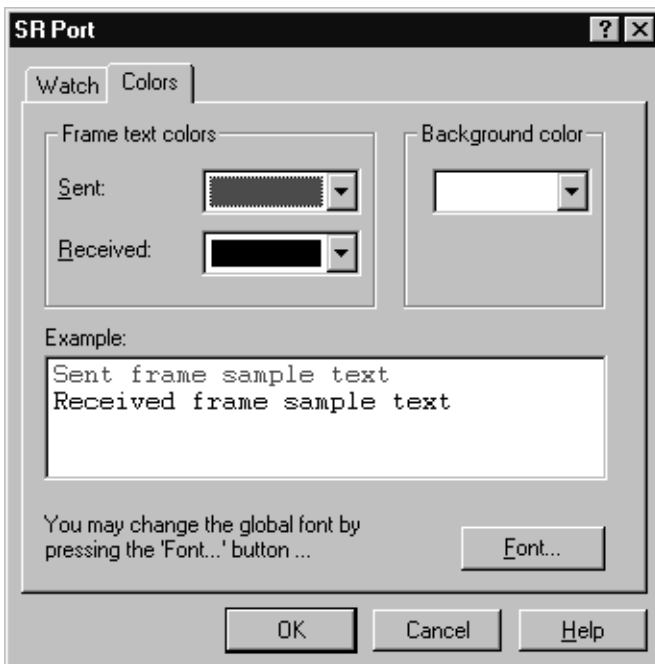 SR Port
Watch Colors
Frame text colors
Background color
Sent:
Received:
Example:
Sent frame sample text
Received frame sample text
You may change the global font by
pressing the 'Font...' button ...
Font...
OK Cancel Help